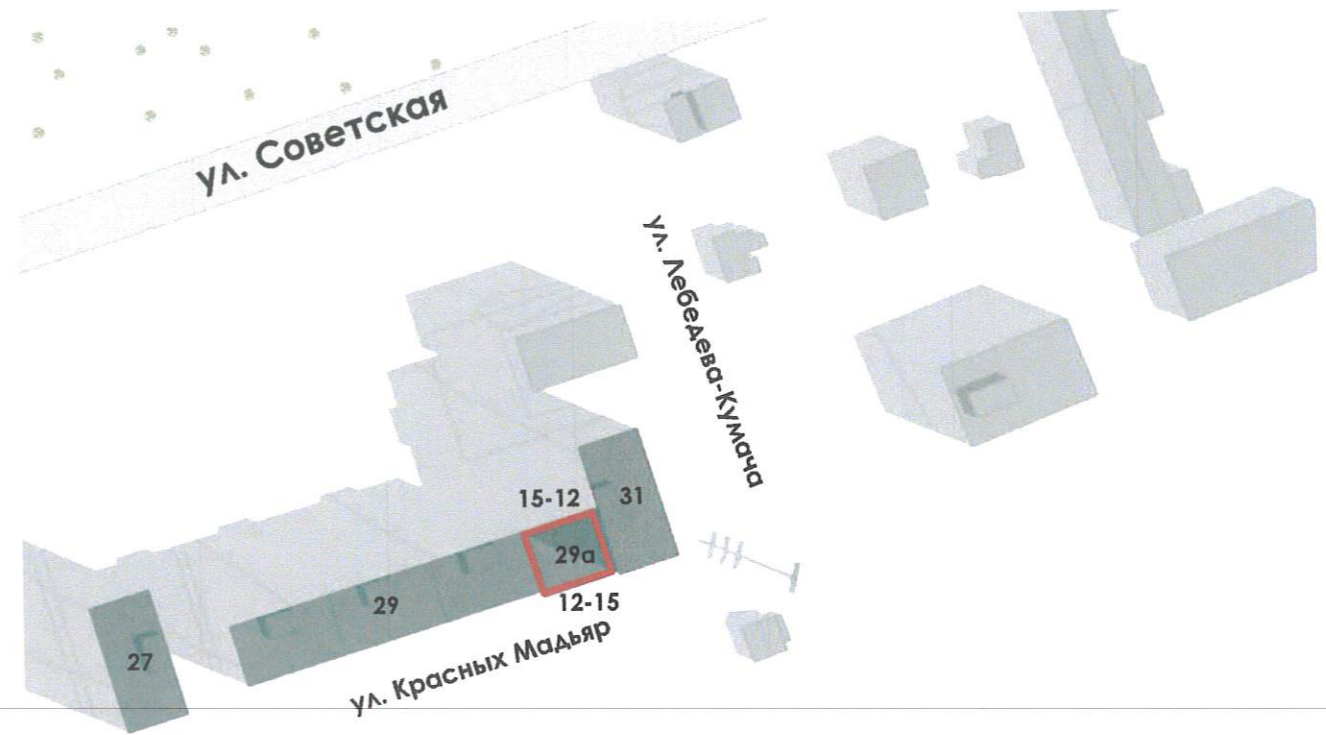 ул. Советская
ул. Лебедева-Кумача
15-12
31
29а
29
12-15
27
ул. Красных Мадьяр